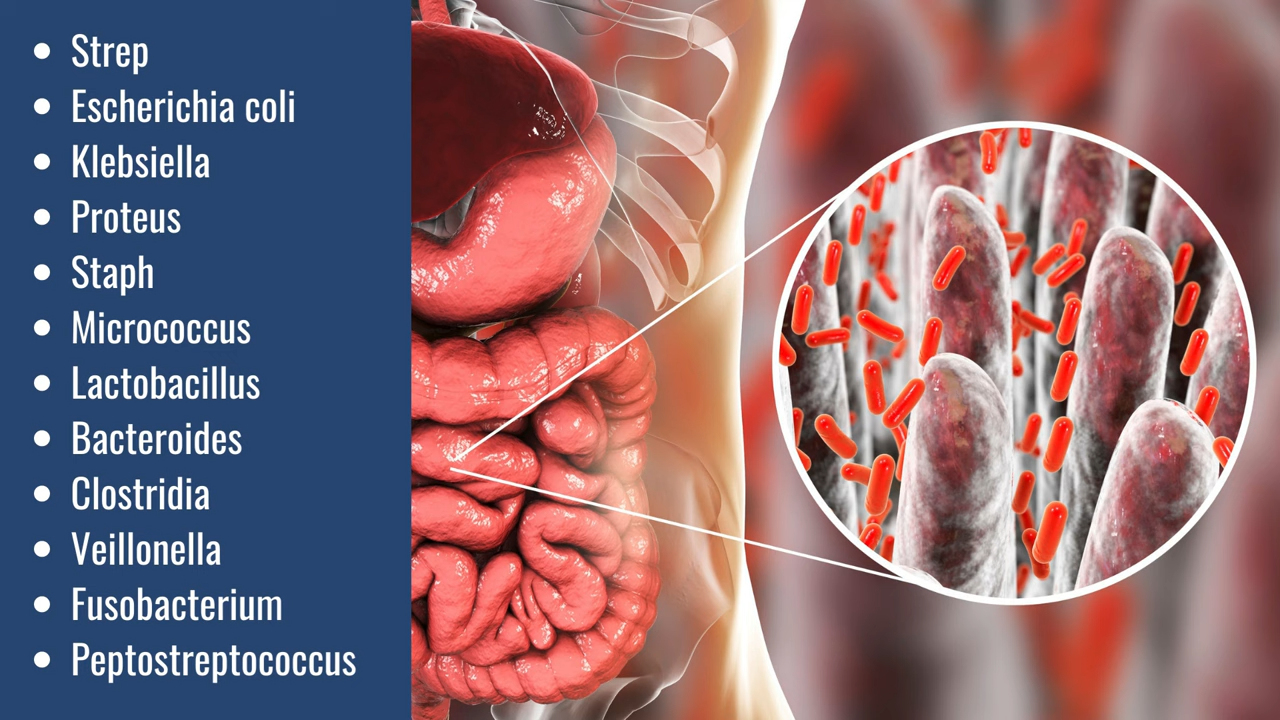 • Strep
• Escherichia coli
• Klebsiella
• Proteus
• Staph
• Micrococcus
• Lactobacillus
• Bacteroides
• Clostridia
• Veillonella
• Fusobacterium
• Peptostreptococcus